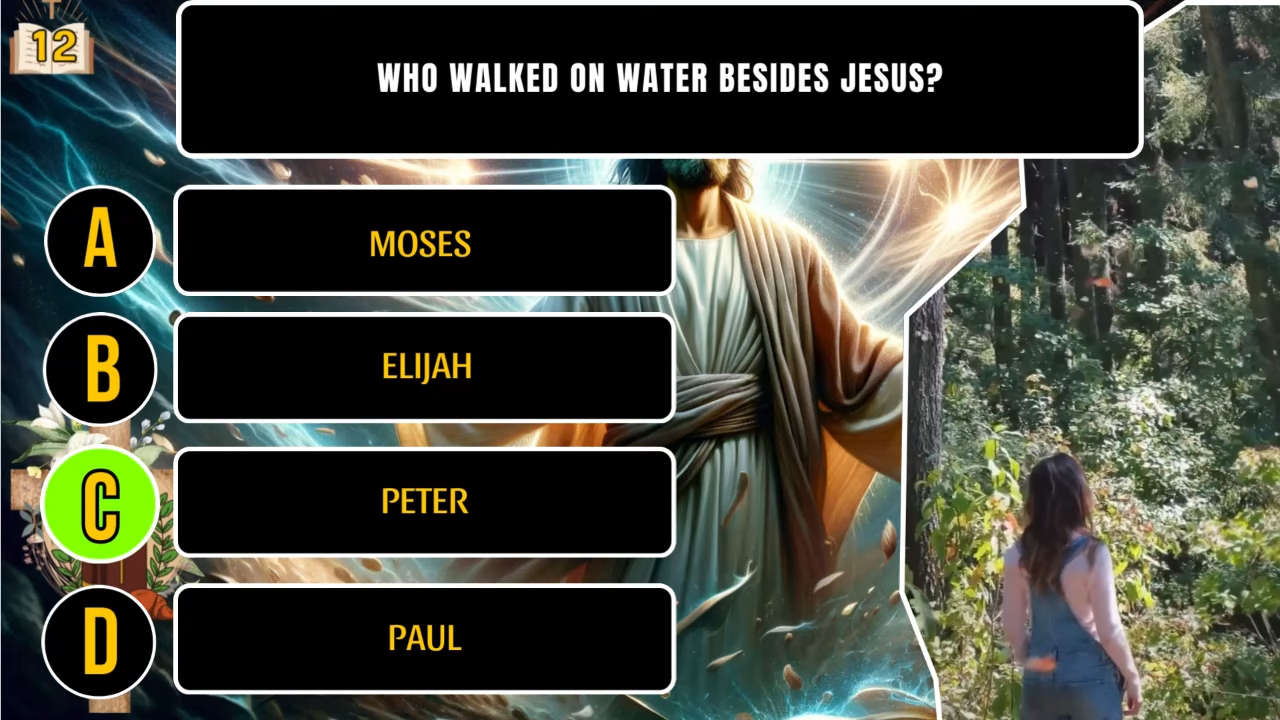 12
WHO WALKED ON WATER BESIDES JESUS?
A
MOSES
B
ELIJAH
C
PETER
D
PAUL